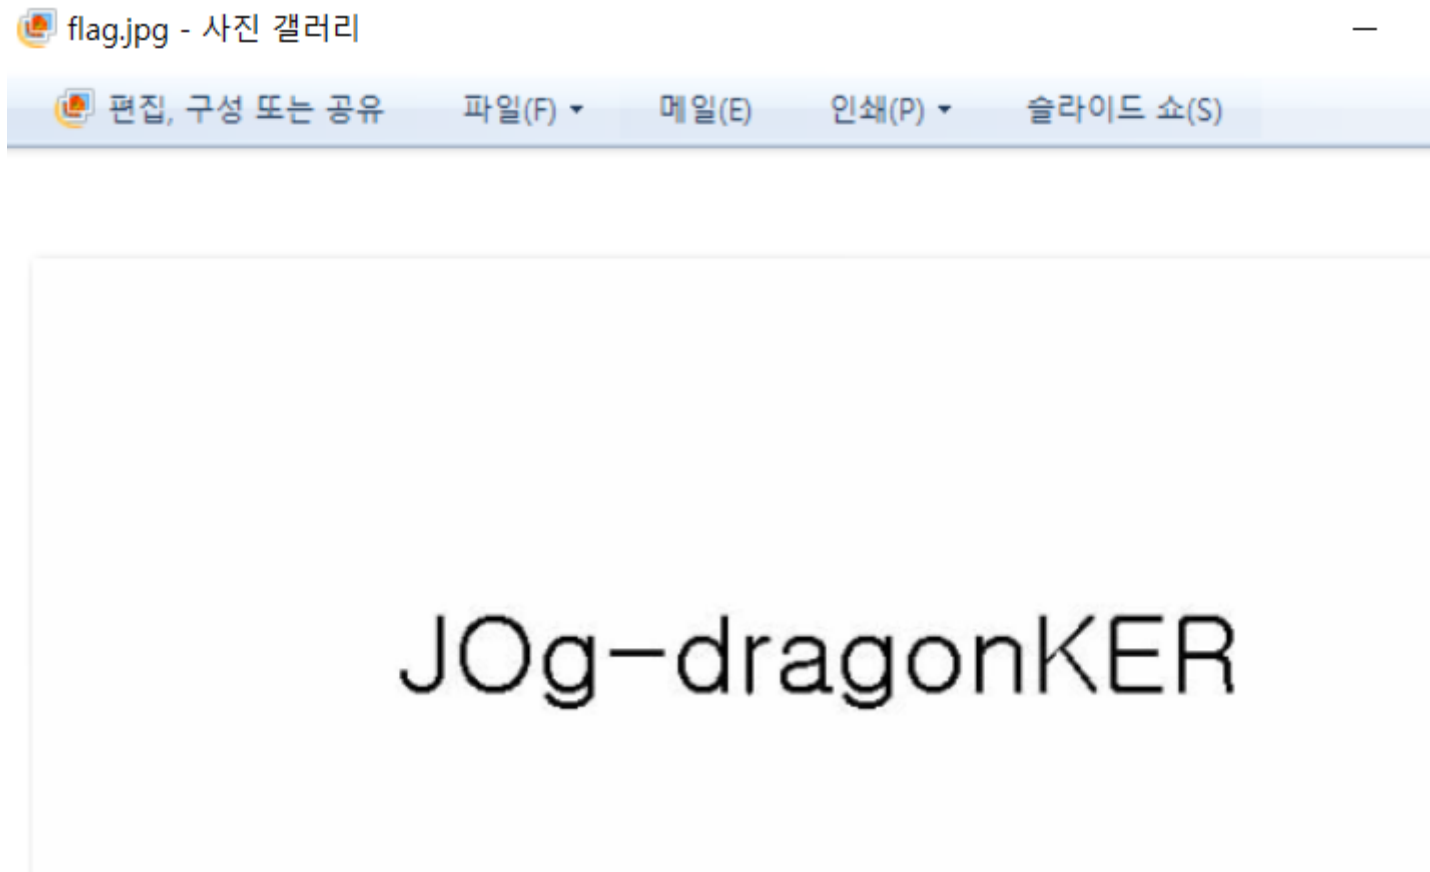 flag.jpg - 사진 갤러리
편집, 구성 또는 공유 파일(F) 메일(E) 인쇄(P) 슬라이드 쇼(S)
JOg-dragonKER